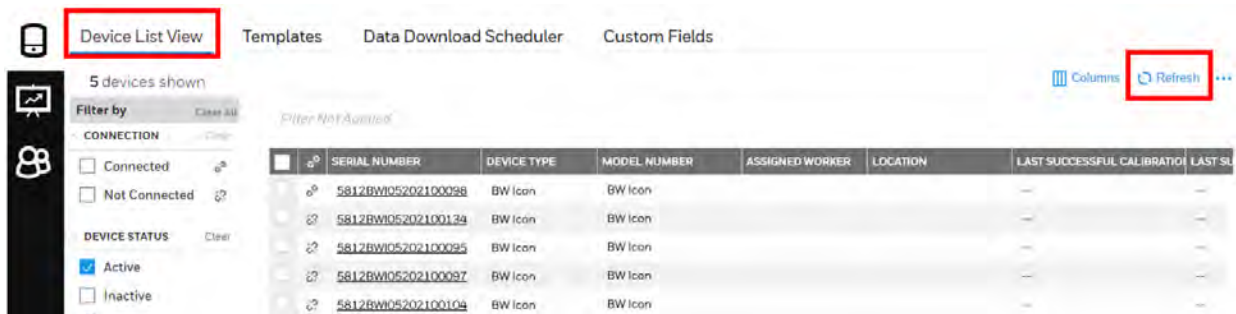 Device List View Templates Data Download Scheduler Custom Fields
5 devices shown
Columns Refresh ...
Filter by Clear All
Filter Not Applied
CONNECTION Clear
Connected
Not Connected
DEVICE STATUS Clear
Active
Inactive
SERIAL NUMBER DEVICE TYPE MODEL NUMBER ASSIGNED WORKER LOCATION LAST SUCCESSFUL CALIBRATIO LAST SU
5812BWI05202100098 BW Icon BW Icon --- ---
5812BWI05202100134 BW Icon BW Icon --- ---
5812BWI05202100095 BW Icon BW Icon --- ---
5812BWI05202100097 BW Icon BW Icon --- ---
5812BWI05202100104 BW Icon BW Icon --- ---